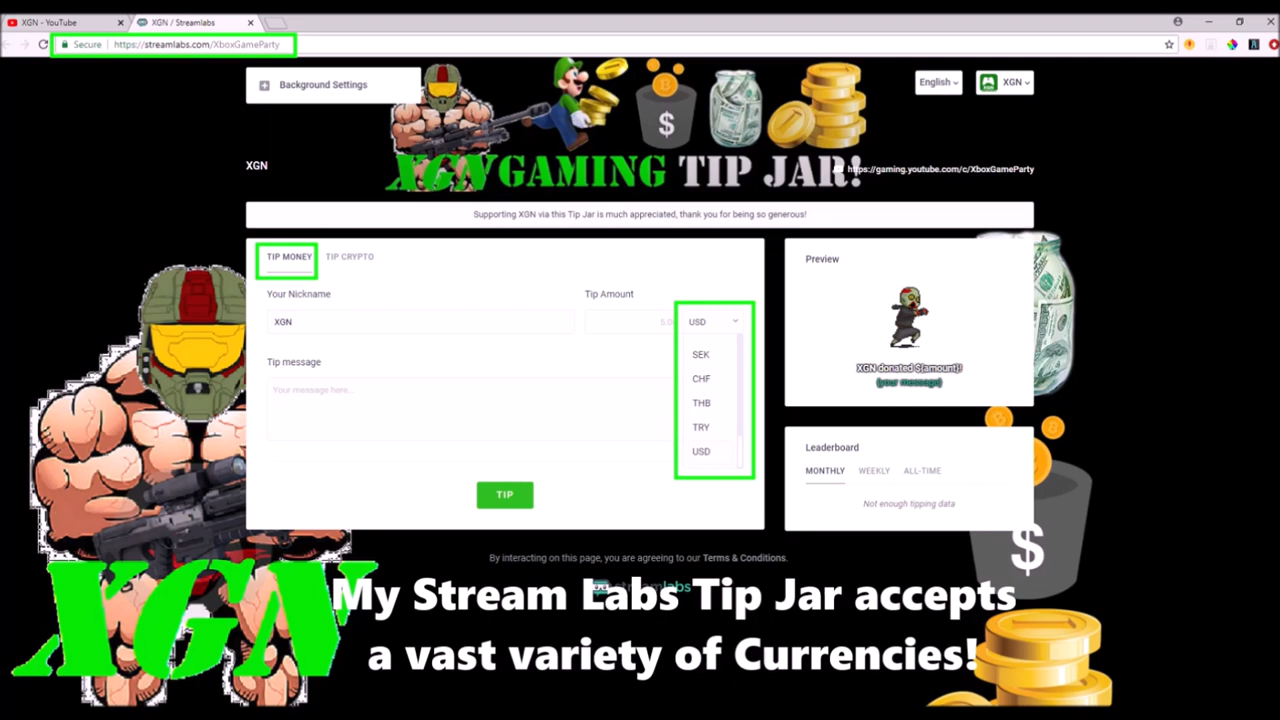 XGN - YouTube
XGN / Streamlabs
Secure
https://streamlabs.com/XboxGameParty
Background Settings
English
XGN
$
XGN GAMING TIP JAR!
XGN
https://gaming.youtube.com/c/XboxGameParty
Supporting XGN via this Tip Jar is much appreciated, thank you for being so generous!
TIP MONEY
TIP CRYPTO
Your Nickname
Tip Amount
XGN
5.0
USD
SEK
CHF
THB
TRY
USD
Tip message
Your message here...
TIP
Preview
XGN donated ${amount}!
{your message}
Leaderboard
MONTHLY
WEEKLY
ALL-TIME
Not enough tipping data
$
By interacting on this page, you are agreeing to our Terms & Conditions.
streamlabs
XGN
My Stream Labs Tip Jar accepts
a vast variety of Currencies!